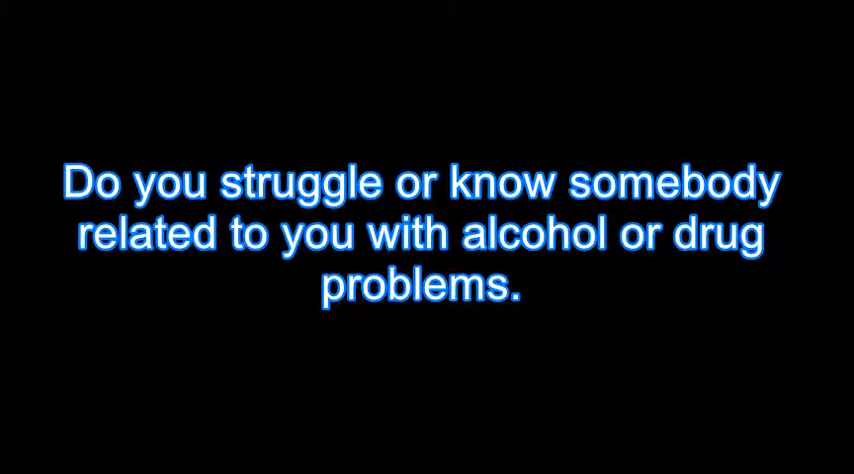 Do you struggle or know somebody
related to you with alcohol or drug
problems.